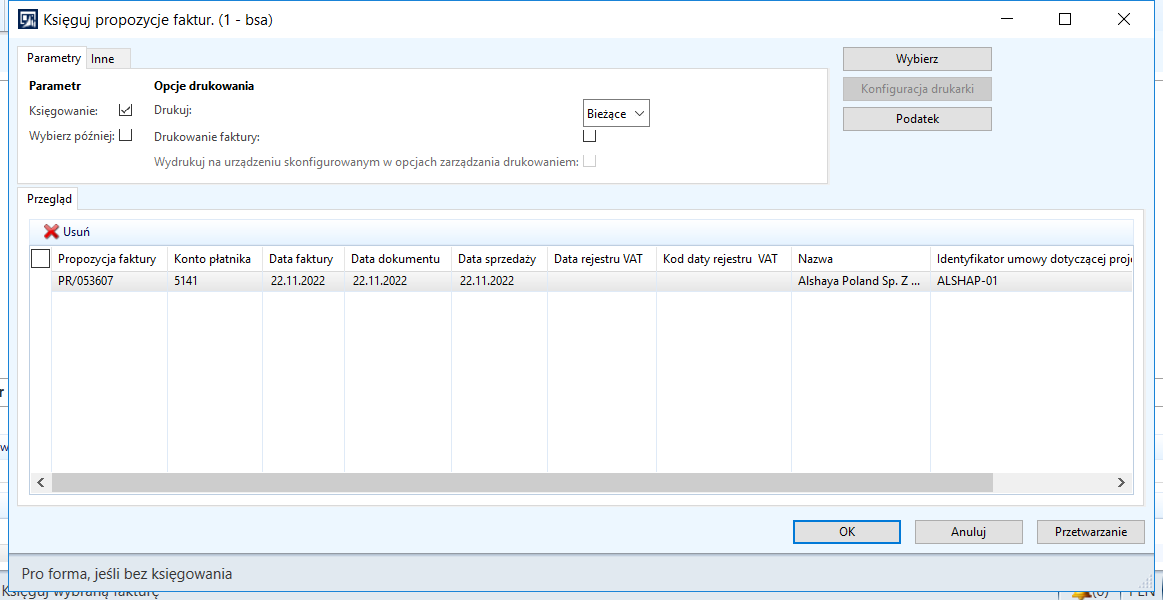 Księguj propozycje faktur. (1 - bsa)
Parametry Inne
Wybierz
Parametr Opcje drukowania
Konfiguracja drukarki
Księgowanie: Drukuj: Bieżące
Podatek
Wybierz później: Drukowanie faktury:
Wydrukuj na urządzeniu skonfigurowanym w opcjach zarządzania drukowaniem:
Przegląd
Usuń
Propozycja faktury Konto płatnika Data faktury Data dokumentu Data sprzedaży Data rejestru VAT Kod daty rejestru VAT Nazwa Identyfikator umowy dotyczącej proje
PR/053607 5141 22.11.2022 22.11.2022 22.11.2022 Alshaya Poland Sp. Z ... ALSHAP-01
OK Anuluj Przetwarzanie
Pro forma, jeśli bez księgowania
Księguj wybraną fakturę (0) PLN